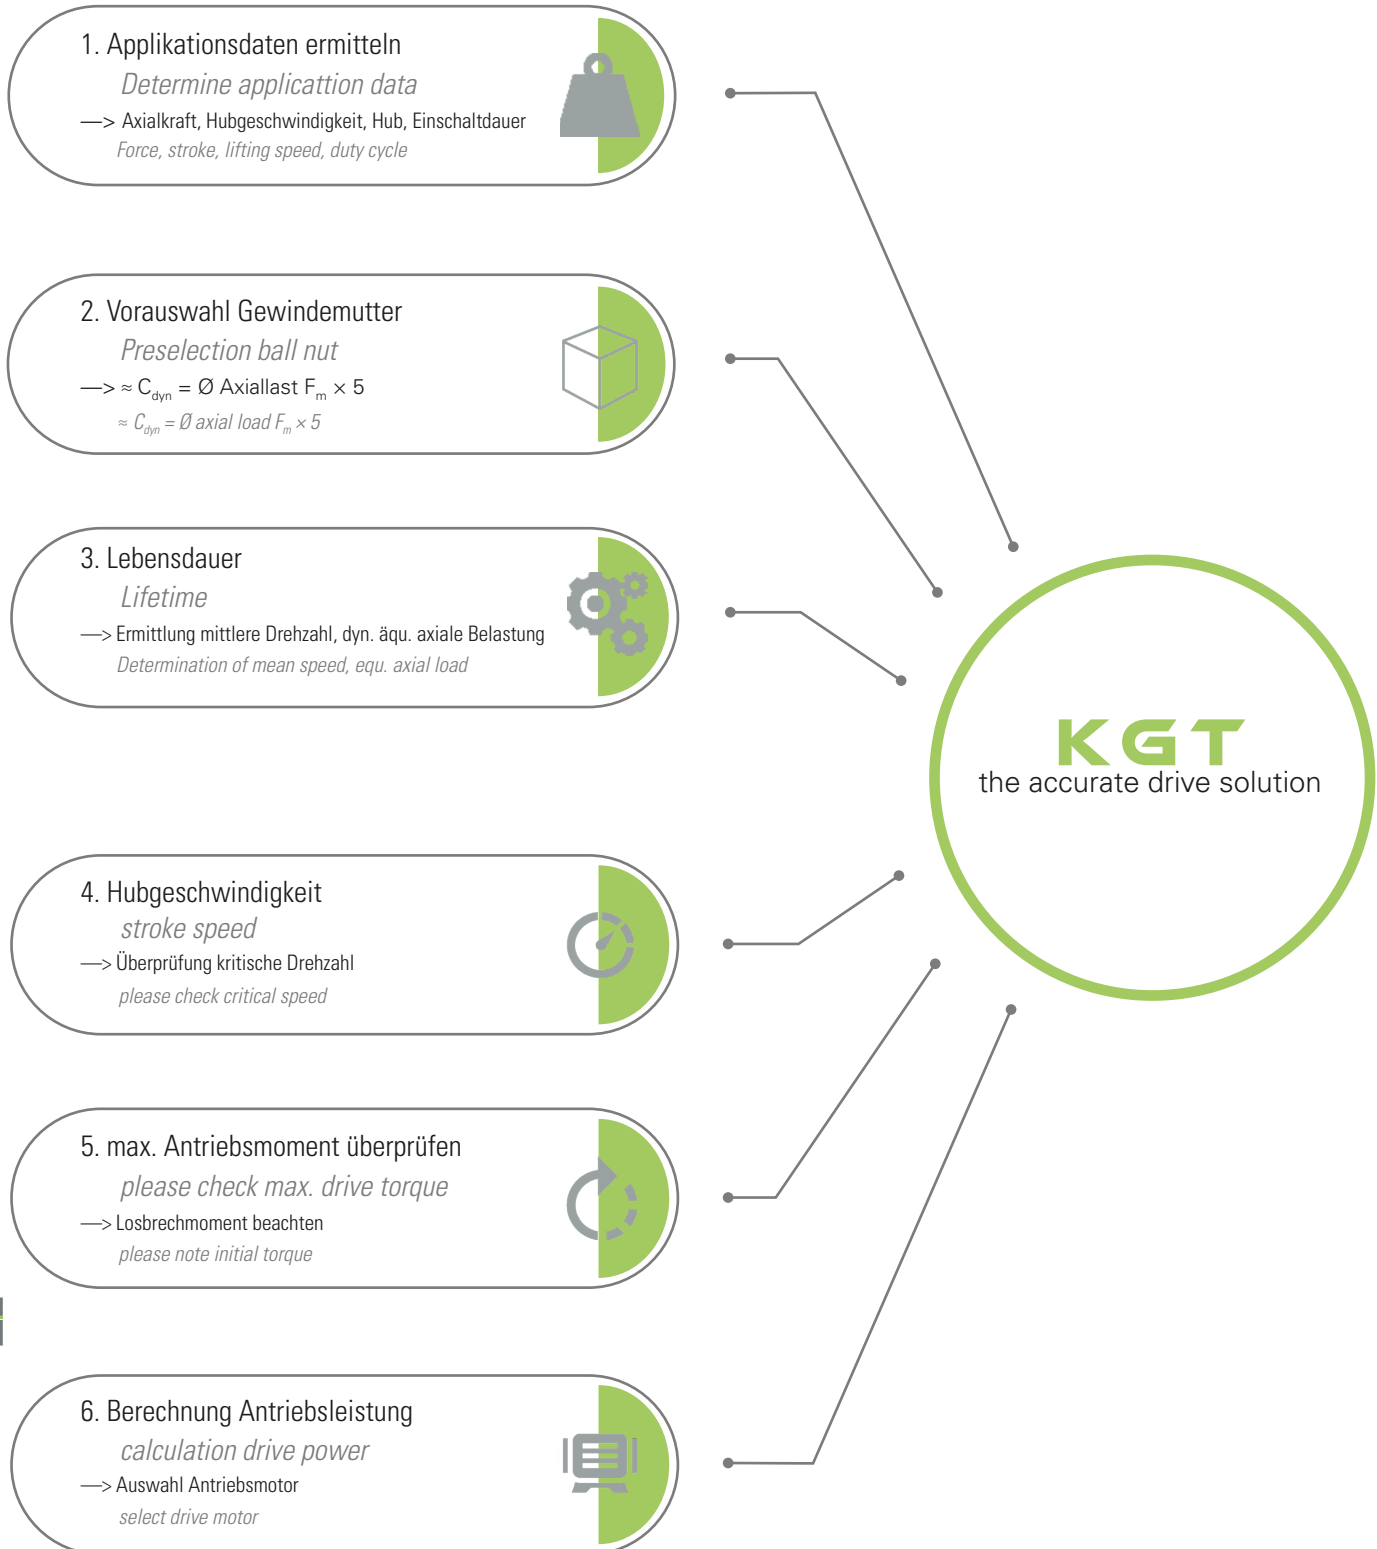 1. Applikationsdaten ermitteln
Determine applicattion data
—> Axialkraft, Hubgeschwindigkeit, Hub, Einschaltdauer
Force, stroke, lifting speed, duty cycle
2. Vorauswahl Gewindemutter
Preselection ball nut
—> ≈ Cdyn = Ø Axiallast Fm × 5
≈ Cdyn = Ø axial load Fm × 5
3. Lebensdauer
Lifetime
—> Ermittlung mittlere Drehzahl, dyn. äqu. axiale Belastung
Determination of mean speed, equ. axial load
KGT
the accurate drive solution
4. Hubgeschwindigkeit
stroke speed
—> Überprüfung kritische Drehzahl
please check critical speed
5. max. Antriebsmoment überprüfen
please check max. drive torque
—> Losbrechmoment beachten
please note initial torque
6. Berechnung Antriebsleistung
calculation drive power
—> Auswahl Antriebsmotor
select drive motor